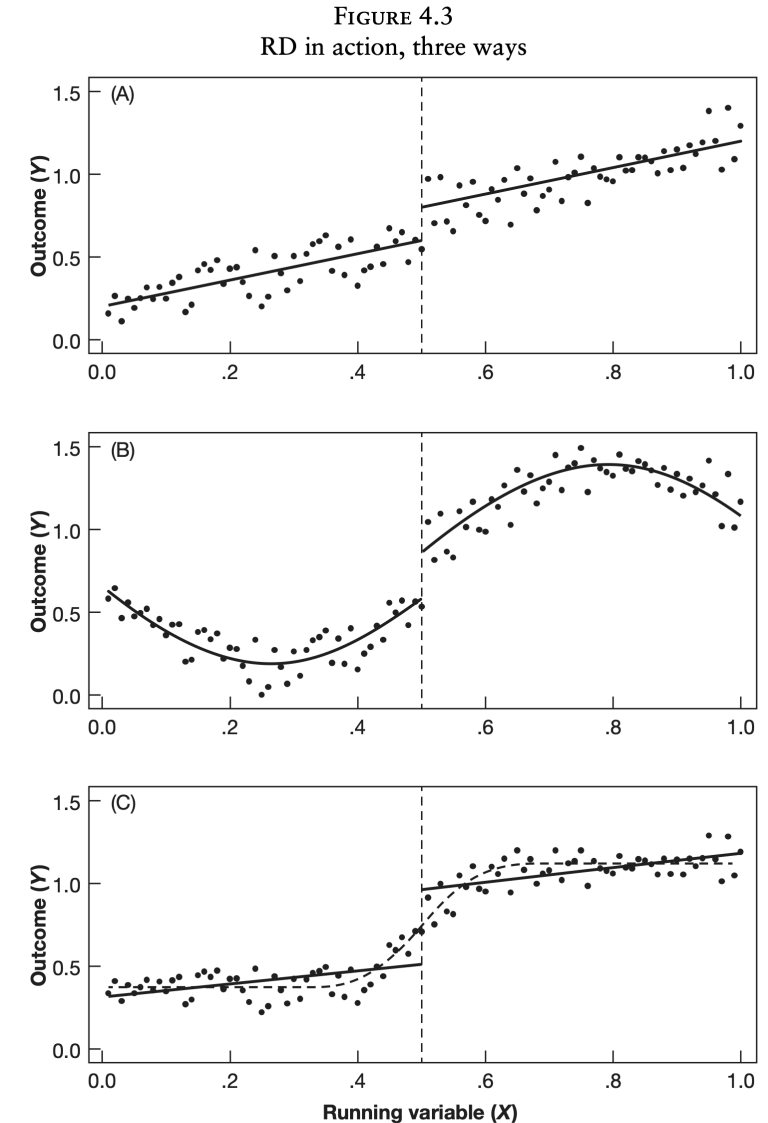 FIGURE 4.3
RD in action, three ways
(A)
1.5
1.0
0.5
0.0
Outcome (Y)
0.0 .2 .4 .6 .8 1.0
(B)
1.5
1.0
0.5
0.0
Outcome (Y)
0.0 .2 .4 .6 .8 1.0
(C)
1.5
1.0
0.5
0.0
Outcome (Y)
0.0 .2 .4 .6 .8 1.0
Running variable (X)